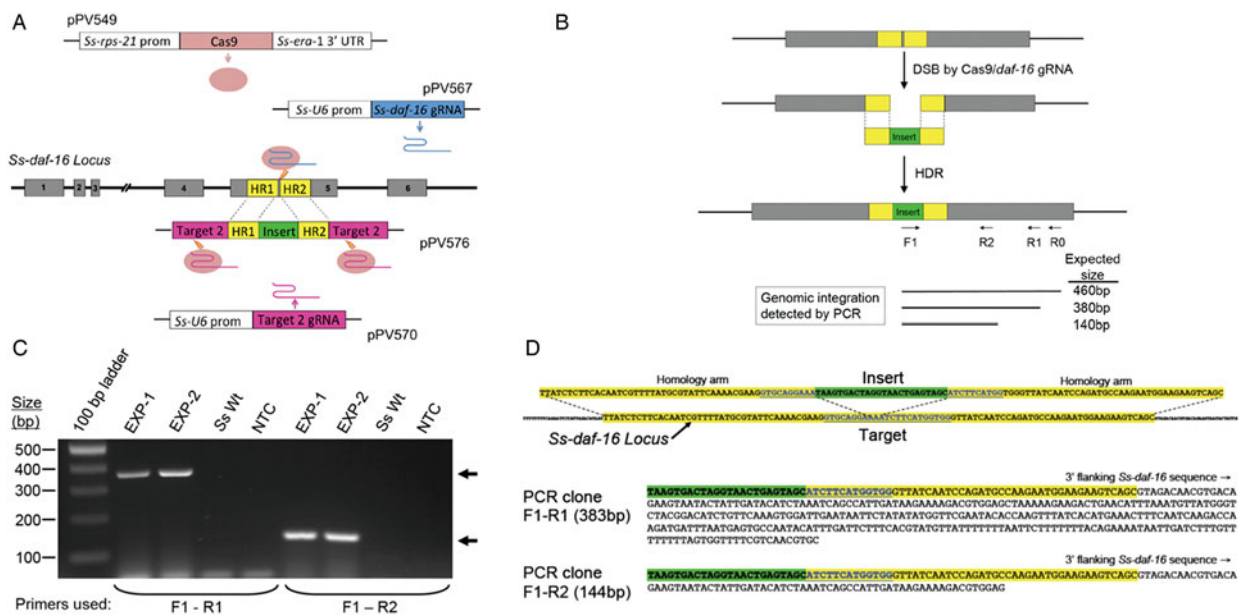 A
pPV549
Ss-rps-21 prom
Cas9
Ss-era-1 3' UTR
pPV567
Ss-U6 prom
Ss-daf-16 gRNA
Ss-daf-16 Locus
1
2
3
4
HR1
HR2
5
6
Target 2
HR1
Insert
HR2
Target 2
pPV576
Ss-U6 prom
Target 2 gRNA
pPV570
B
DSB by Cas9/daf-16 gRNA
Insert
HDR
Insert
F1
R2
R1
R0
Expected
size
Genomic integration
detected by PCR
460bp
380bp
140bp
C
Size
(bp)
100 bp ladder
EXP-1
EXP-2
Ss Wt
NTC
EXP-1
EXP-2
Ss Wt
NTC
500
400
300
200
100
Primers used:
F1 - R1
F1 – R2
D
Homology arm
Insert
Homology arm
Ss-daf-16 Locus
Target
3' flanking Ss-daf-16 sequence →
PCR clone
F1-R1 (383bp)
TAAGTGACTAGGTAACTGAGTAGCATCTTCATGGTGGGTTATCAATCCAGATGCCAAGAATGGAAGAAGTCAGCGTAGACAACGTGACA
3' flanking Ss-daf-16 sequence →
PCR clone
F1-R2 (144bp)
TAAGTGACTAGGTAACTGAGTAGCATCTTCATGGTGGGTTATCAATCCAGATGCCAAGAATGGAAGAAGTCAGCGTAGACAACGTGACA
GAAGTAATACTATTGATACATCTAAATCAGCCATTGATAAGACGTGGAG